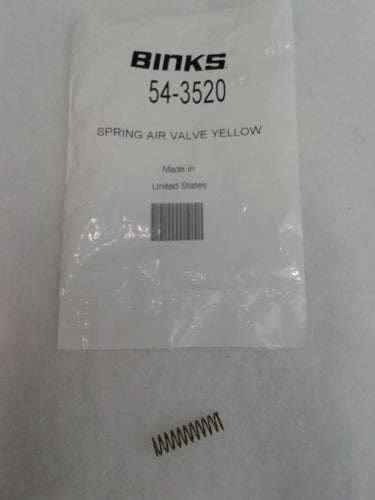 BINKS
54-3520
SPRING AIR VALVE YELLOW
Made in
United States